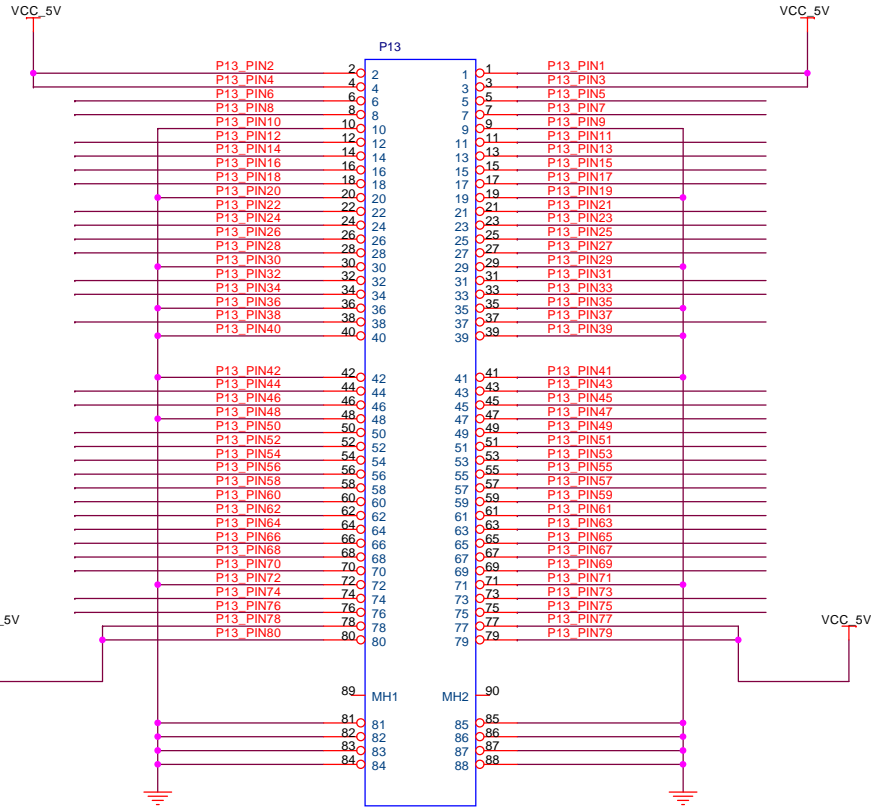 VCC_5V VCC_5V
P13
P13_PIN2 2 2 1 1 P13_PIN1
P13_PIN4 4 4 3 3 P13_PIN3
P13_PIN6 6 6 5 5 P13_PIN5
P13_PIN8 8 8 7 7 P13_PIN7
P13_PIN10 10 10 9 9 P13_PIN9
P13_PIN12 12 12 11 11 P13_PIN11
P13_PIN14 14 14 13 13 P13_PIN13
P13_PIN16 16 16 15 15 P13_PIN15
P13_PIN18 18 18 17 17 P13_PIN17
P13_PIN20 20 20 19 19 P13_PIN19
P13_PIN22 22 22 21 21 P13_PIN21
P13_PIN24 24 24 23 23 P13_PIN23
P13_PIN26 26 26 25 25 P13_PIN25
P13_PIN28 28 28 27 27 P13_PIN27
P13_PIN30 30 30 29 29 P13_PIN29
P13_PIN32 32 32 31 31 P13_PIN31
P13_PIN34 34 34 33 33 P13_PIN33
P13_PIN36 36 36 35 35 P13_PIN35
P13_PIN38 38 38 37 37 P13_PIN37
P13_PIN40 40 40 39 39 P13_PIN39
P13_PIN42 42 42 41 41 P13_PIN41
P13_PIN44 44 44 43 43 P13_PIN43
P13_PIN46 46 46 45 45 P13_PIN45
P13_PIN48 48 48 47 47 P13_PIN47
P13_PIN50 50 50 49 49 P13_PIN49
P13_PIN52 52 52 51 51 P13_PIN51
P13_PIN54 54 54 53 53 P13_PIN53
P13_PIN56 56 56 55 55 P13_PIN55
P13_PIN58 58 58 57 57 P13_PIN57
P13_PIN60 60 60 59 59 P13_PIN59
P13_PIN62 62 62 61 61 P13_PIN61
P13_PIN64 64 64 63 63 P13_PIN63
P13_PIN66 66 66 65 65 P13_PIN65
P13_PIN68 68 68 67 67 P13_PIN67
P13_PIN70 70 70 69 69 P13_PIN69
P13_PIN72 72 72 71 71 P13_PIN71
P13_PIN74 74 74 73 73 P13_PIN73
P13_PIN76 76 76 75 75 P13_PIN75
_5V P13_PIN78 78 78 77 77 P13_PIN77 VCC_5V
P13_PIN80 80 80 79 79 P13_PIN79
89 MH1 MH2 90
81 81 85 85
82 82 86 86
83 83 87 87
84 84 88 88